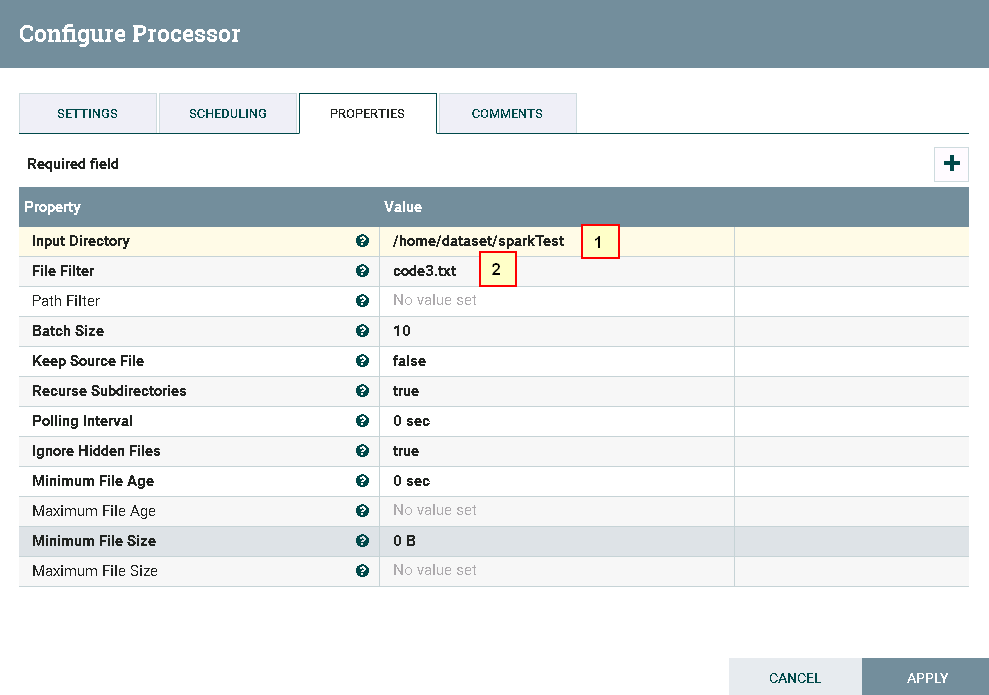 Configure Processor
SETTINGS SCHEDULING PROPERTIES COMMENTS
Required field
Property Value
Input Directory /home/dataset/sparkTest 1
File Filter code3.txt 2
Path Filter No value set
Batch Size 10
Keep Source File false
Recurse Subdirectories true
Polling Interval 0 sec
Ignore Hidden Files true
Minimum File Age 0 sec
Maximum File Age No value set
Minimum File Size 0 B
Maximum File Size No value set
CANCEL APPLY